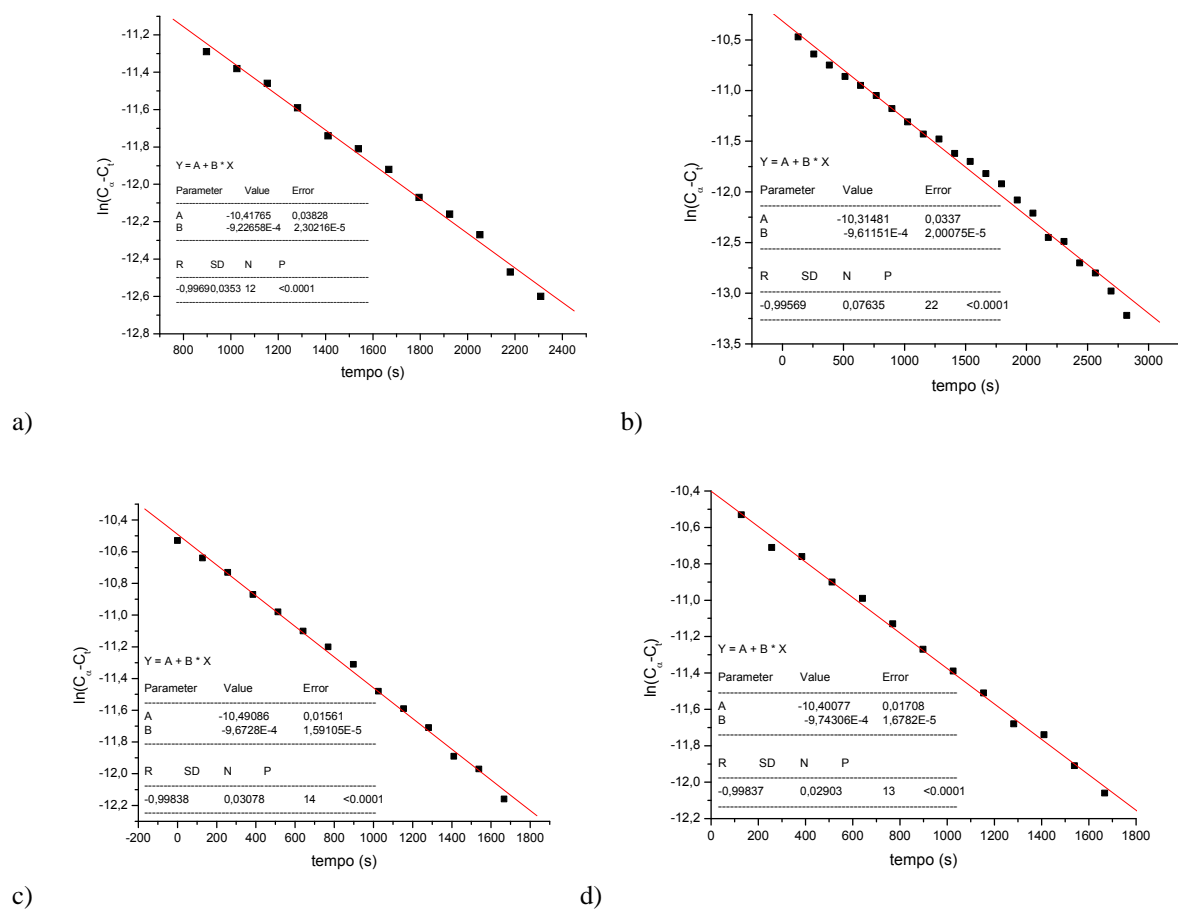 -11,2
-11,4
-11,6
-11,8
-12,0
-12,2
-12,4
-12,6
-12,8
ln(Cα-Ct)
Y = A + B * X
Parameter Value Error
------------------------------------------------------------
A -10,41765 0,03828
B -9,22658E-4 2,30216E-5
------------------------------------------------------------
R SD N P
------------------------------------------------------------
-0,9969 0,0353 12 <0.0001
------------------------------------------------------------
800 1000 1200 1400 1600 1800 2000 2200 2400
tempo (s)
a)
-10,5
-11,0
-11,5
-12,0
-12,5
-13,0
-13,5
ln(Cα-Ct)
Y = A + B * X
Parameter Value Error
------------------------------------------------------------
A -10,31481 0,0337
B -9,61151E-4 2,00075E-5
------------------------------------------------------------
R SD N P
------------------------------------------------------------
-0,99569 0,07635 22 <0.0001
------------------------------------------------------------
0 500 1000 1500 2000 2500 3000
tempo (s)
b)
-10,4
-10,6
-10,8
-11,0
-11,2
-11,4
-11,6
-11,8
-12,0
-12,2
ln(Cα-Ct)
Y = A + B * X
Parameter Value Error
------------------------------------------------------------
A -10,49086 0,01561
B -9,6728E-4 1,59105E-5
------------------------------------------------------------
R SD N P
------------------------------------------------------------
-0,99838 0,03078 14 <0.0001
------------------------------------------------------------
-200 0 200 400 600 800 1000 1200 1400 1600 1800
tempo (s)
c)
-10,4
-10,6
-10,8
-11,0
-11,2
-11,4
-11,6
-11,8
-12,0
-12,2
ln(Cα-Ct)
Y = A + B * X
Parameter Value Error
------------------------------------------------------------
A -10,40077 0,01708
B -9,74306E-4 1,6782E-5
------------------------------------------------------------
R SD N P
------------------------------------------------------------
-0,99837 0,02903 13 <0.0001
------------------------------------------------------------
0 200 400 600 800 1000 1200 1400 1600 1800
tempo (s)
d)